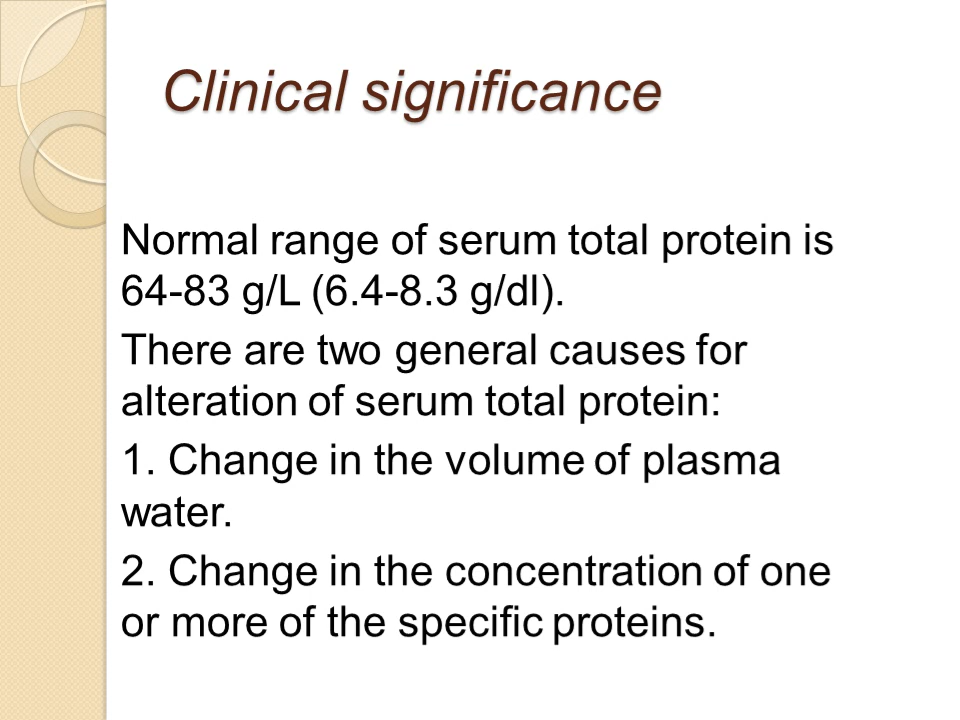 Clinical significance
Normal range of serum total protein is
64-83 g/L (6.4-8.3 g/dl).
There are two general causes for
alteration of serum total protein:
1. Change in the volume of plasma
water.
2. Change in the concentration of one
or more of the specific proteins.